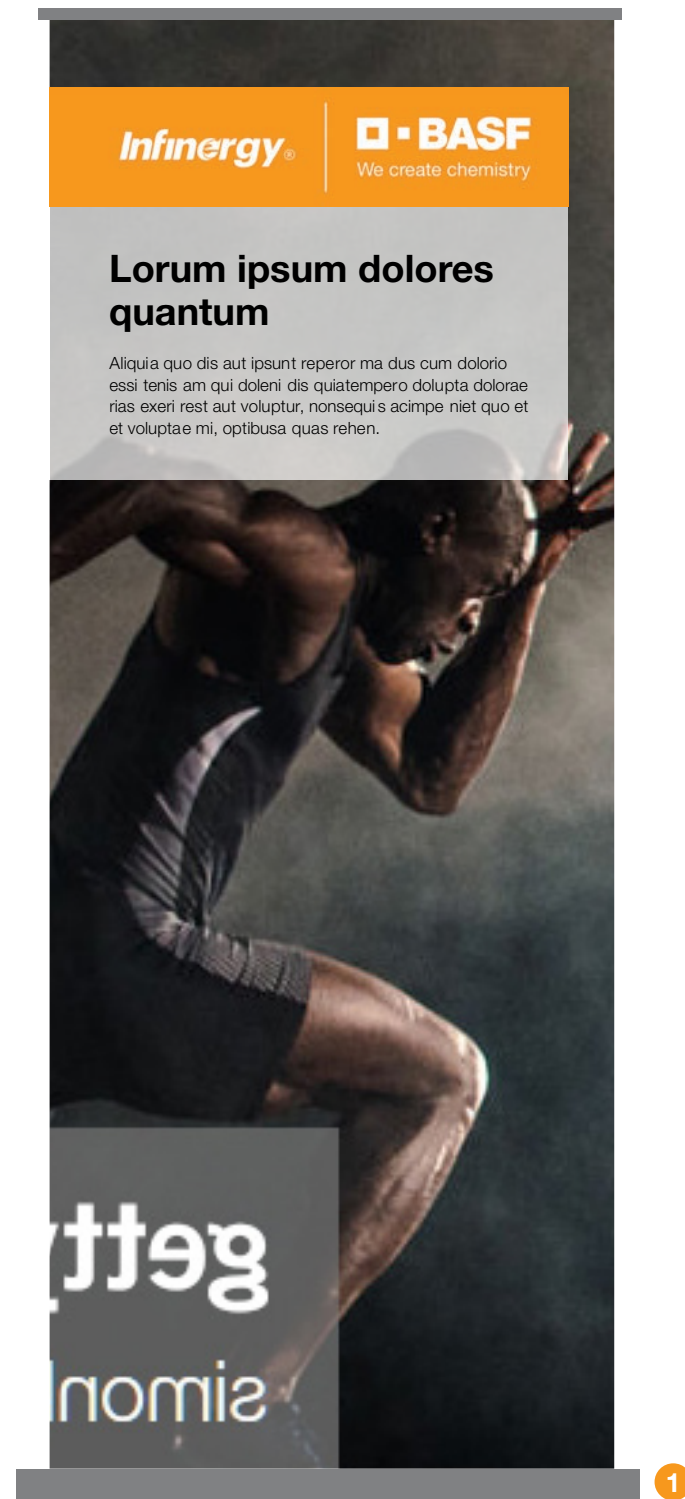 Infinergy®
BASF
We create chemistry
Lorum ipsum dolores
quantum
Aliquia quo dis aut ipsunt reperor ma dus cum dolorio
essi tenis am qui doleni dis quiatempero dolupta dolorae
rias exeri rest aut voluptur, nonsequis acimpe niet quo et
et voluptae mi, optibusa quas rehen.
getty
simon
1